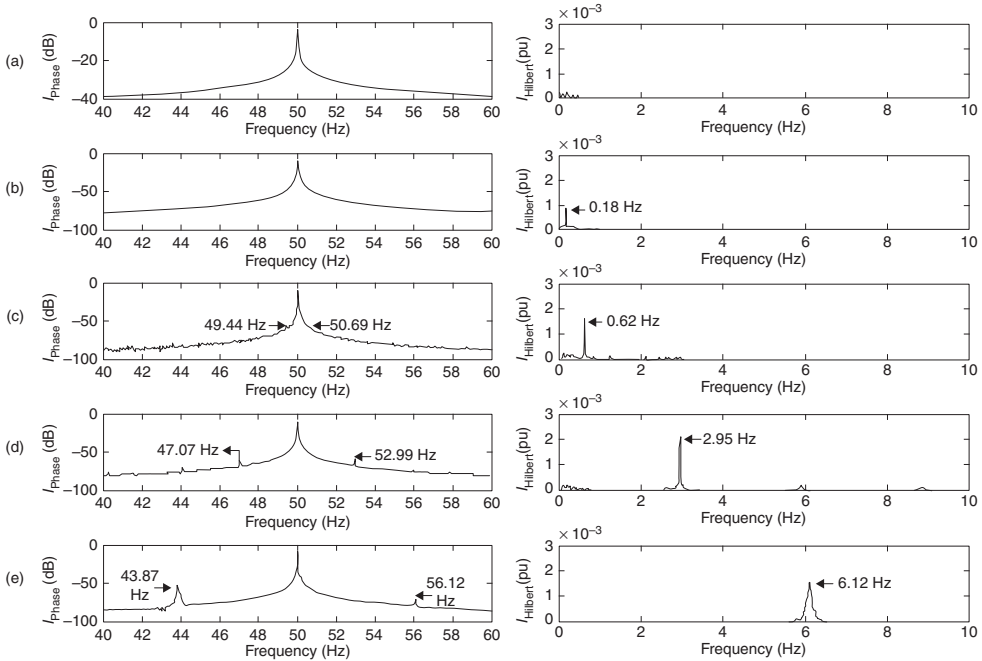 (a)
I_Phase (dB)
0
−20
−40
40 42 44 46 48 50 52 54 56 58 60
Frequency (Hz)
× 10⁻³
I_Hilbert(pu)
3
2
1
0
0 2 4 6 8 10
Frequency (Hz)
(b)
I_Phase (dB)
0
−50
−100
40 42 44 46 48 50 52 54 56 58 60
Frequency (Hz)
× 10⁻³
I_Hilbert(pu)
3
2
1
0
0.18 Hz
0 2 4 6 8 10
Frequency (Hz)
(c)
I_Phase (dB)
0
−50
−100
49.44 Hz
50.69 Hz
40 42 44 46 48 50 52 54 56 58 60
Frequency (Hz)
× 10⁻³
I_Hilbert(pu)
3
2
1
0
0.62 Hz
0 2 4 6 8 10
Frequency (Hz)
(d)
I_Phase (dB)
0
−50
−100
47.07 Hz
52.99 Hz
40 42 44 46 48 50 52 54 56 58 60
Frequency (Hz)
× 10⁻³
I_Hilbert(pu)
3
2
1
0
2.95 Hz
0 2 4 6 8 10
Frequency (Hz)
(e)
I_Phase (dB)
0
−50
−100
43.87
Hz
56.12
Hz
40 42 44 46 48 50 52 54 56 58 60
Frequency (Hz)
× 10⁻³
I_Hilbert(pu)
3
2
1
0
6.12 Hz
0 2 4 6 8 10
Frequency (Hz)